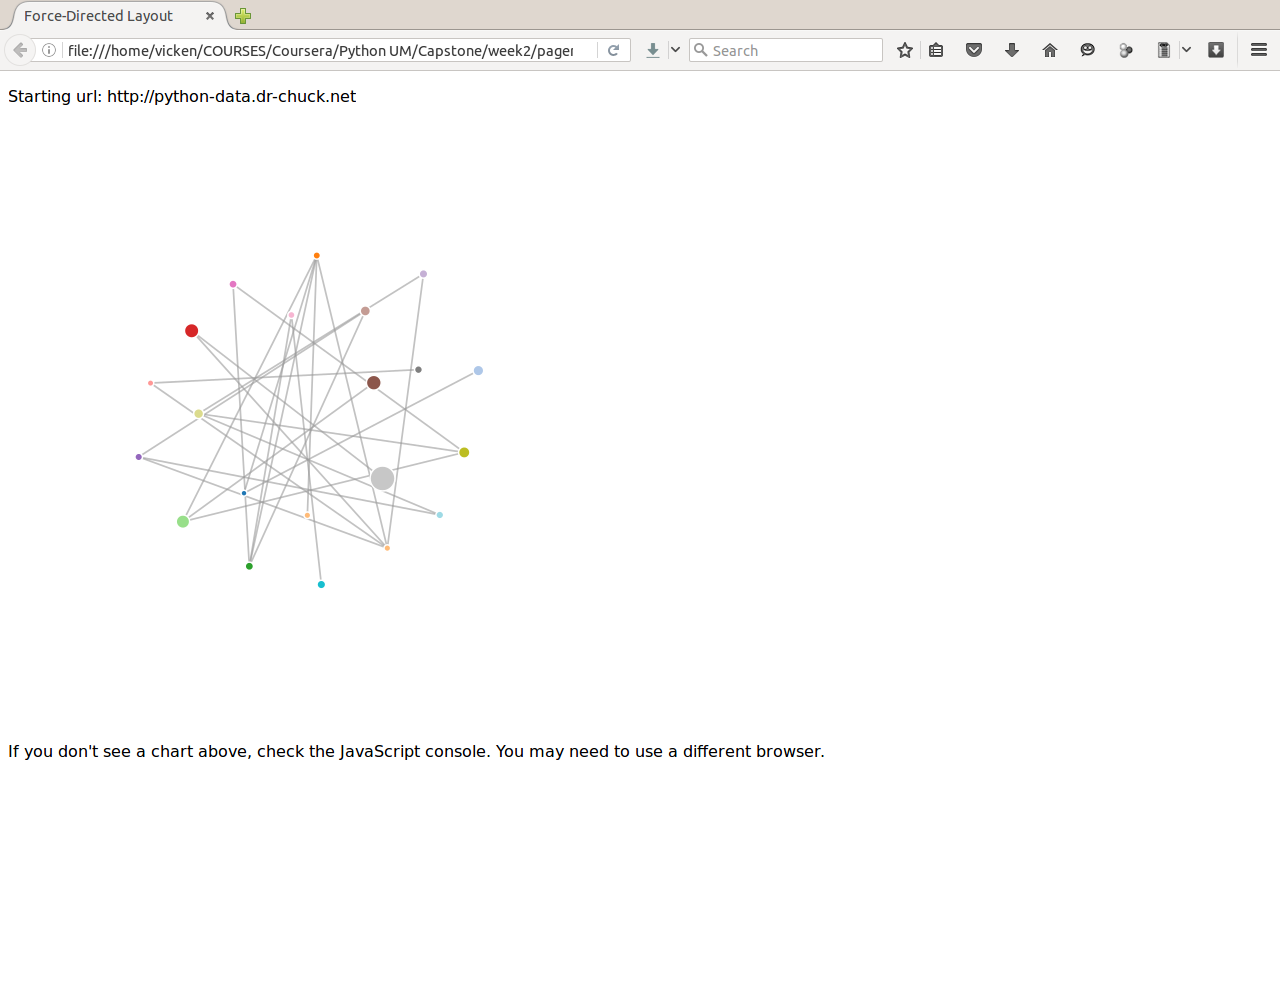 Force-Directed Layout
file:///home/vicken/COURSES/Coursera/Python UM/Capstone/week2/pager
Search
Starting url: http://python-data.dr-chuck.net
If you don't see a chart above, check the JavaScript console. You may need to use a different browser.